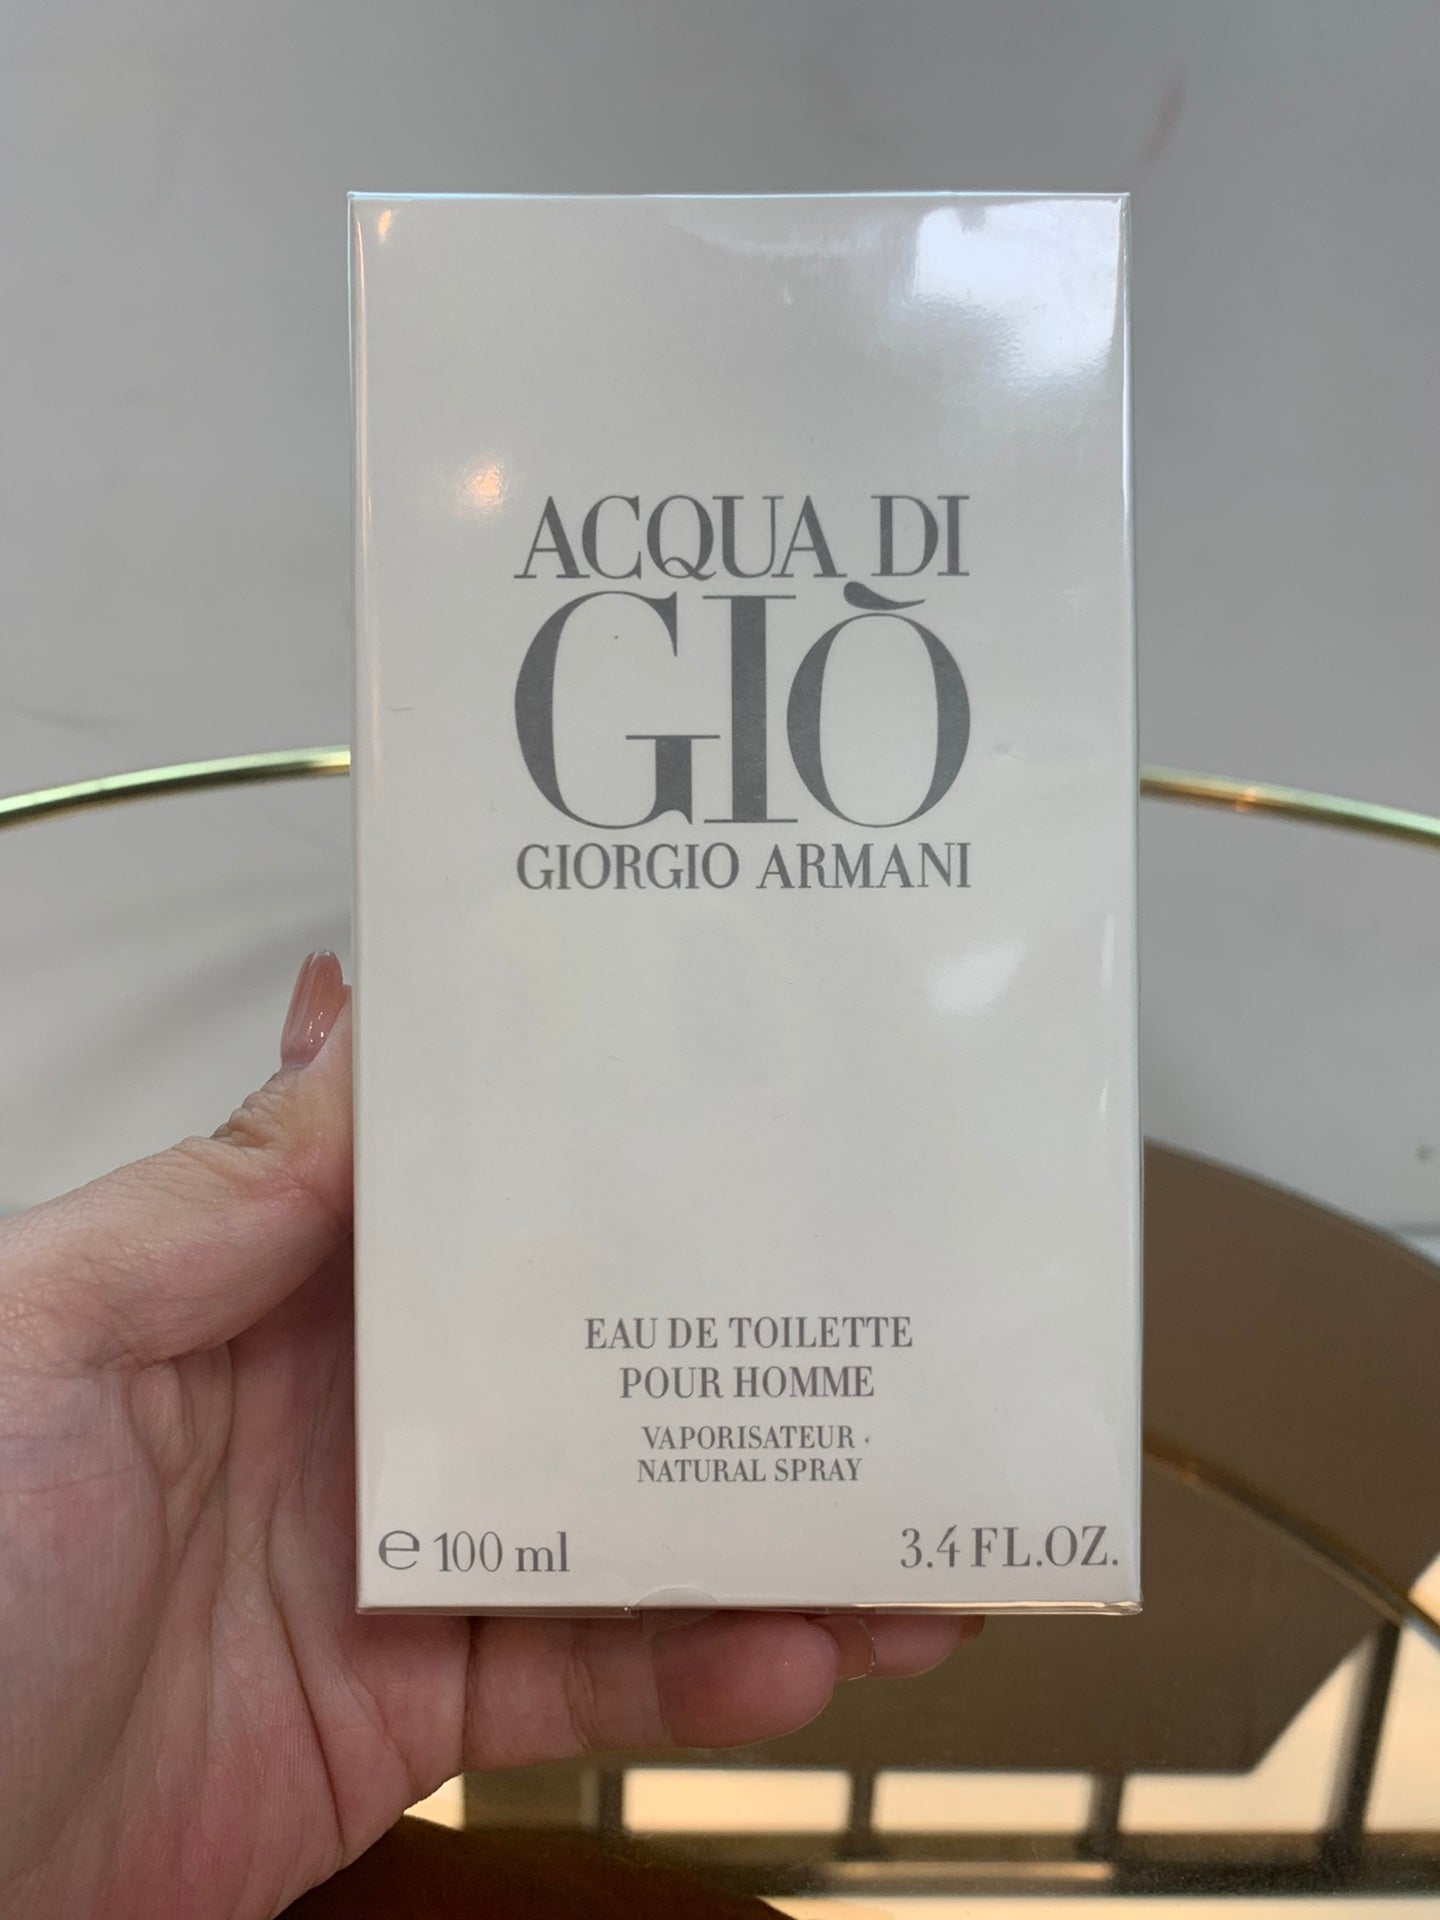 ACQUA DI
GIÒ
GIORGIO ARMANI
EAU DE TOILETTE
POUR HOMME
VAPORISATEUR
NATURAL SPRAY
℮ 100 ml
3.4 FL.OZ.